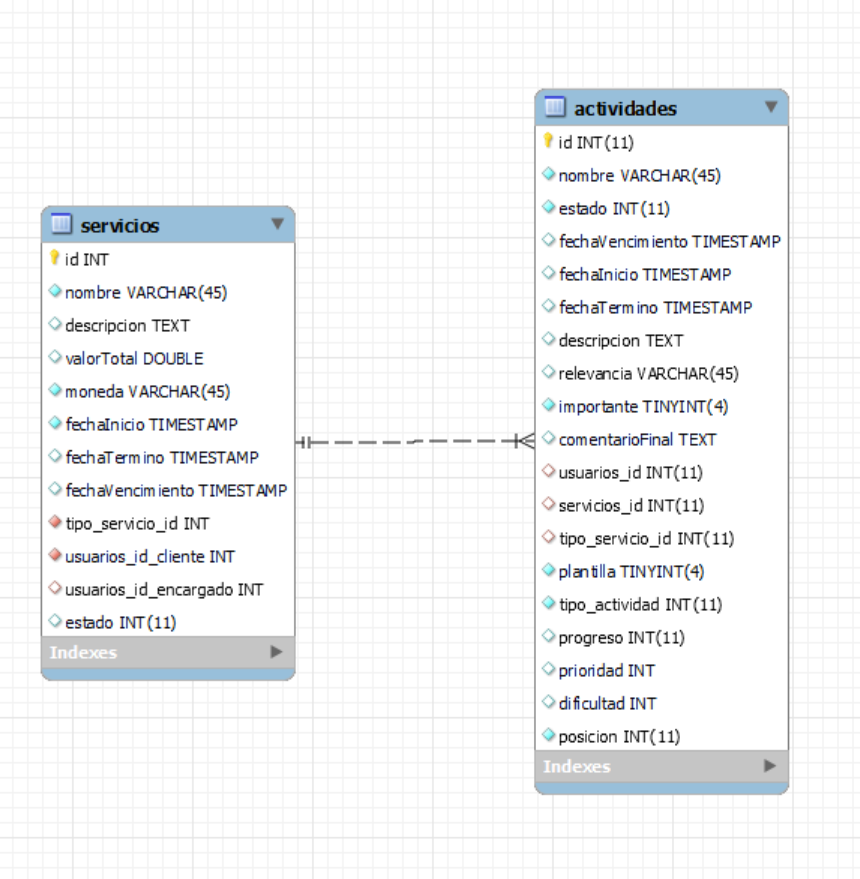 servicios
id INT
nombre VARCHAR(45)
descripcion TEXT
valorTotal DOUBLE
moneda VARCHAR(45)
fechaInicio TIMESTAMP
fechaTermino TIMESTAMP
fechaVencimiento TIMESTAMP
tipo_servicio_id INT
usuarios_id_cliente INT
usuarios_id_encargado INT
estado INT(11)
Indexes
actividades
id INT(11)
nombre VARCHAR(45)
estado INT(11)
fechaVencimiento TIMESTAMP
fechaInicio TIMESTAMP
fechaTermino TIMESTAMP
descripcion TEXT
relevancia VARCHAR(45)
importante TINYINT(4)
comentarioFinal TEXT
usuarios_id INT(11)
servicios_id INT(11)
tipo_servicio_id INT(11)
plantilla TINYINT(4)
tipo_actividad INT(11)
progreso INT(11)
prioridad INT
dificultad INT
posicion INT(11)
Indexes